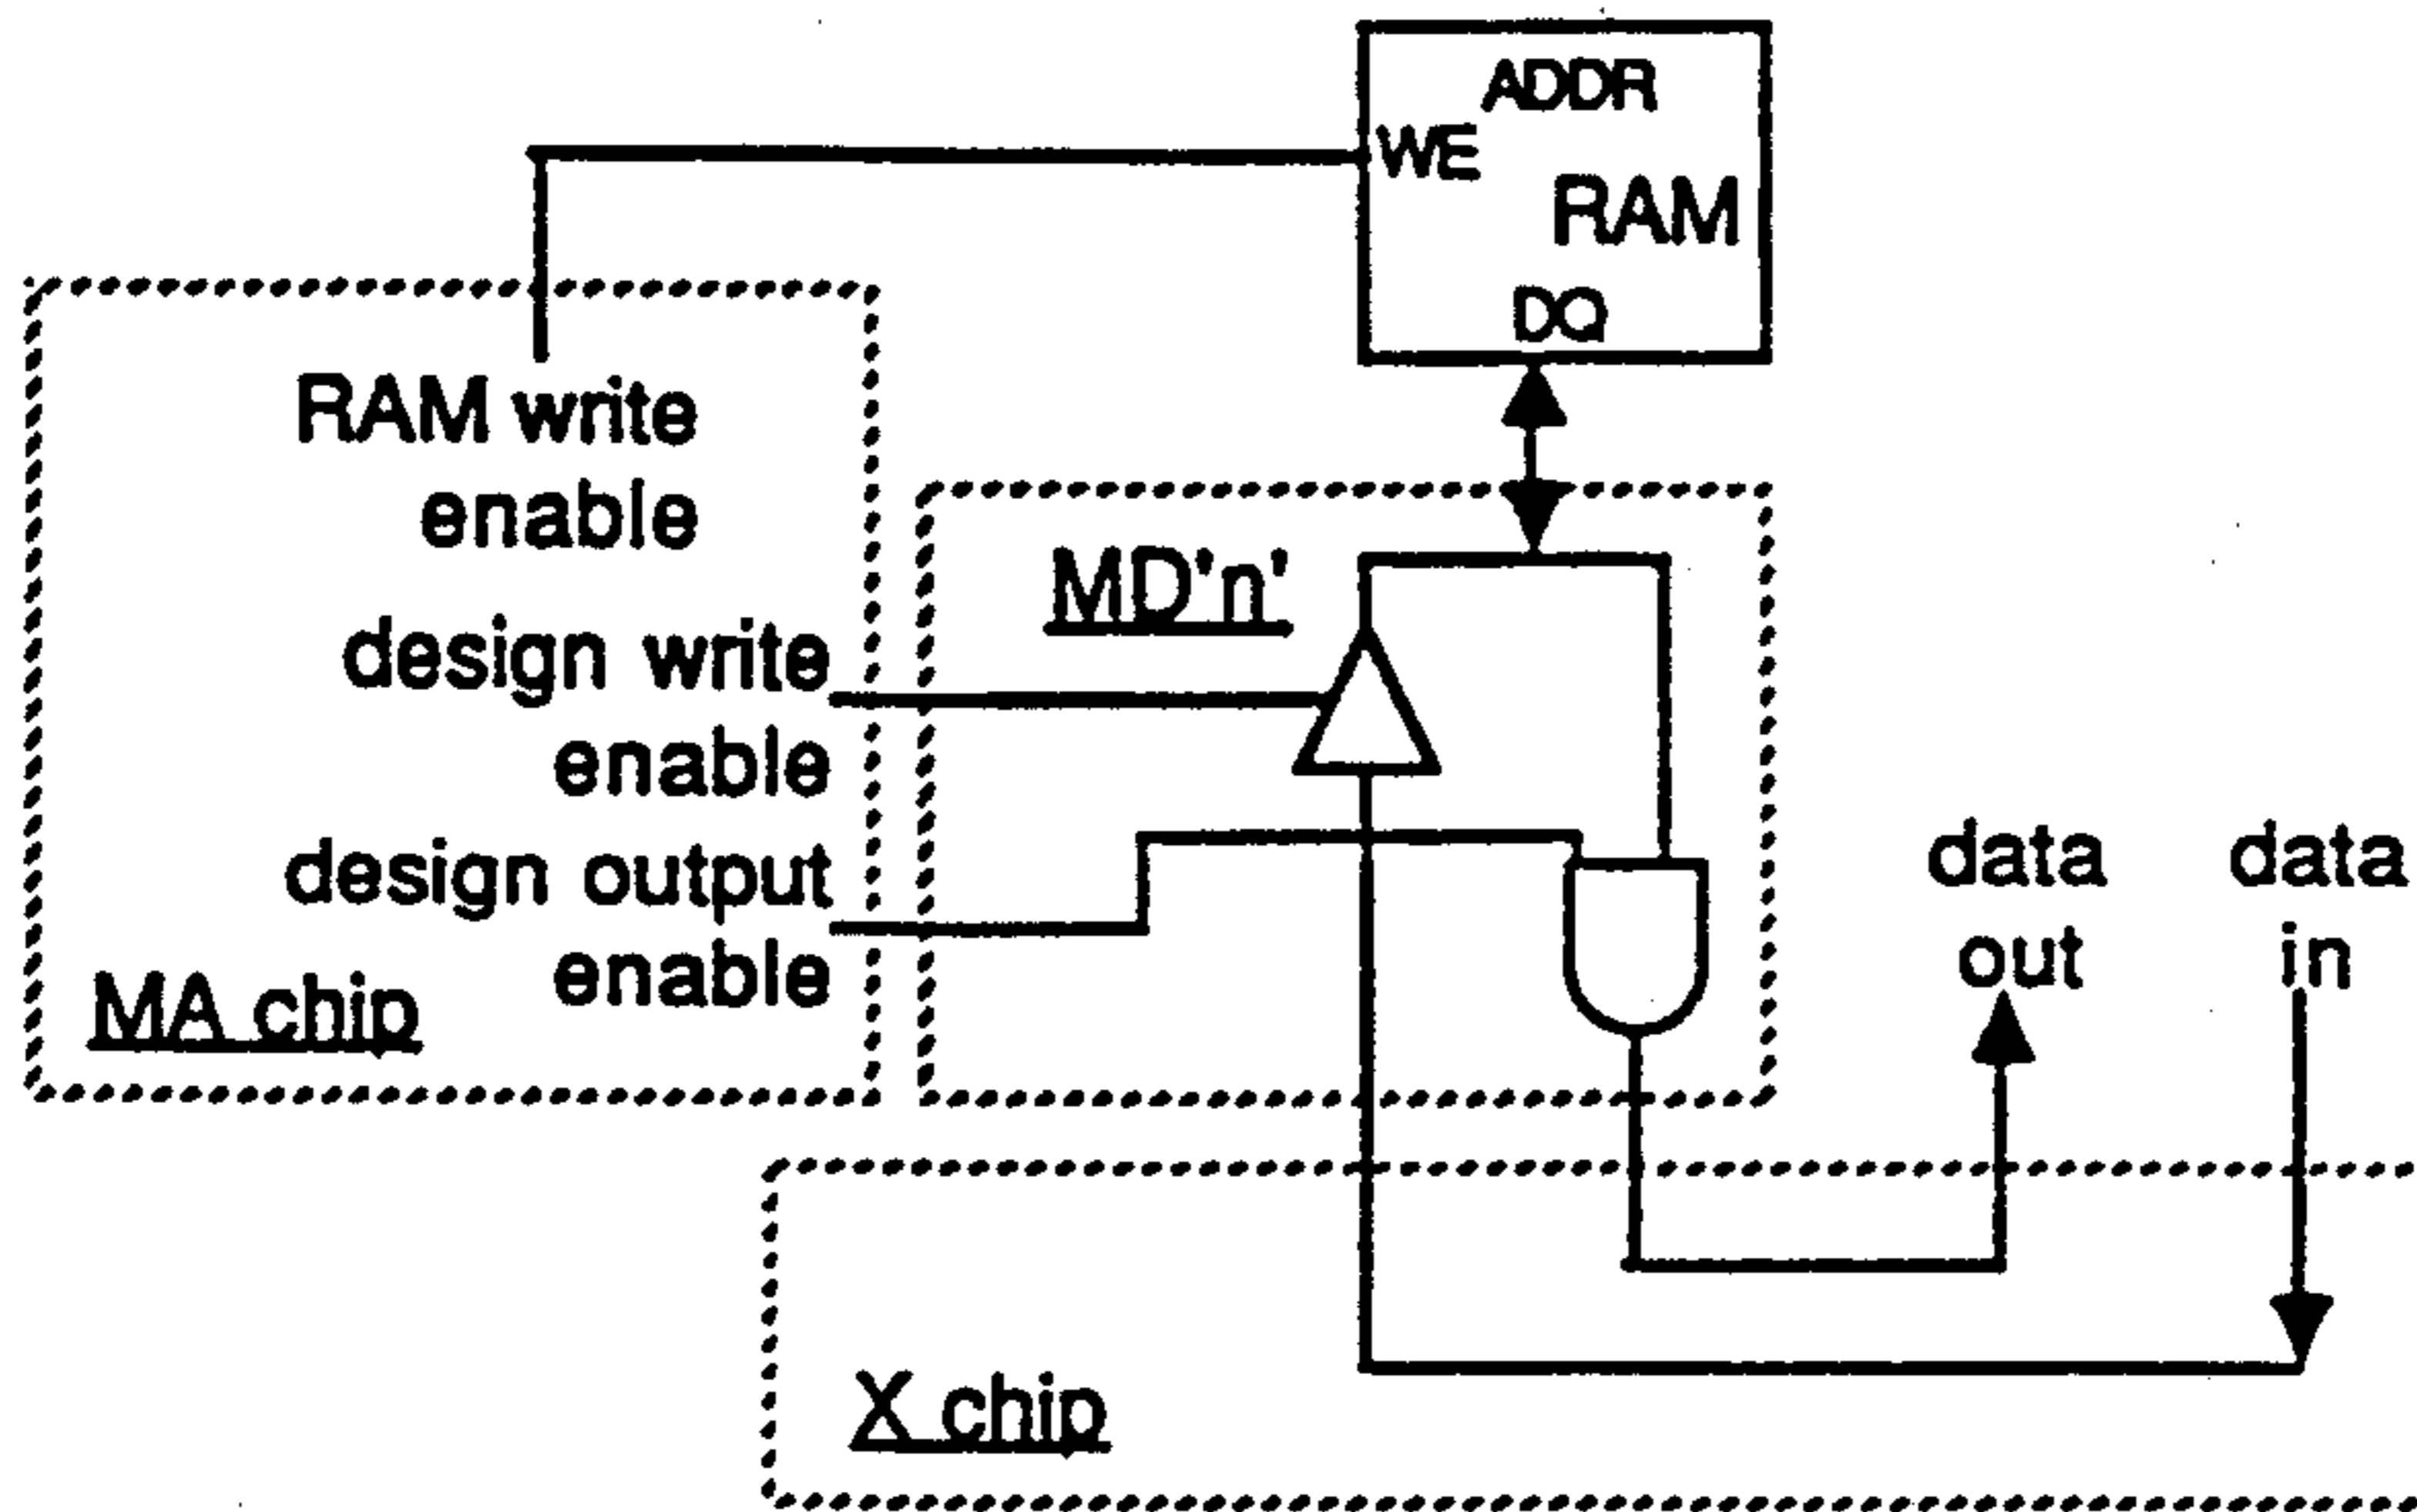 ADDR
WE
RAM
DQ
RAM write
enable
MD'n'
design write
enable
design output
enable
MA chip
data
out
data
in
X chip